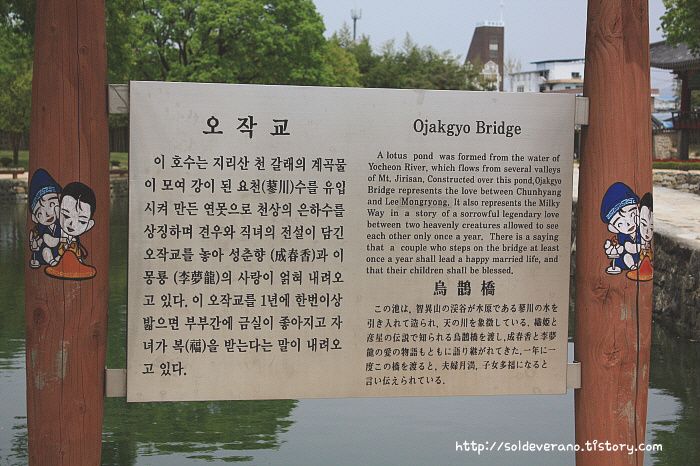 오작교
이 호수는 지리산 천 갈래의 계곡물
이 모여 강이 된 요천(蓼川)수를 유입
시켜 만든 연못으로 천상의 은하수를
상징하며 견우와 직녀의 전설이 담긴
오작교를 놓아 성춘향 (成春香)과 이
몽룡 (李夢龍)의 사랑이 얽혀 내려오
고 있다. 이 오작교를 1년에 한번이상
밟으면 부부간에 금실이 좋아지고 자
녀가 복(福)을 받는다는 말이 내려오
고 있다.
Ojakgyo Bridge
A lotus pond was formed from the water of
Yocheon River, which flows from several valleys
of Mt. Jirisan. Constructed over this pond,Ojakgyo
Bridge represents the love between Chunhyang
and Lee Mongryong. It also represents the Milky
Way in a story of a sorrowful legendary love
between two heavenly creatures allowed to see
each other only once a year. There is a saying
that a couple who steps on the bridge at least
once a year shall lead a happy married life, and
that their children shall be blessed.
烏鵲橋
この池は, 智異山の渓谷が水原である蓼川の水を
引き入れて造られ, 天の川を象徴している. 織姫と
彦星の伝説で知られる烏鵲橋を渡し,成春香と李夢
龍の愛の物語もともに語り継がれてきた.一年に一
度この橋を渡ると, 夫婦円満, 子女多福になると
言い伝えられている.
http://soldeverano.tistory.com